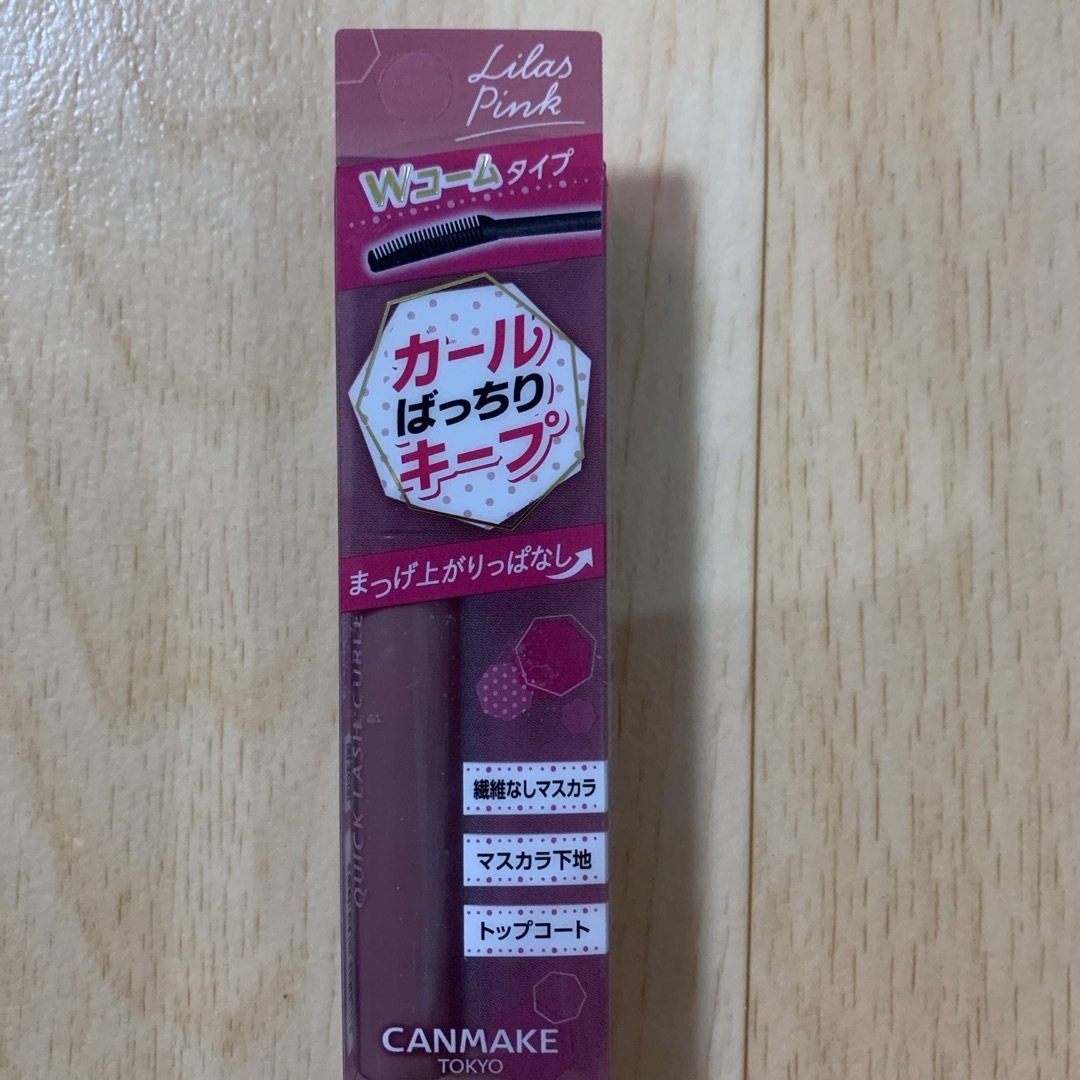 Lilas
Pink
Wコームタイプ
カール
ばっちり
キープ
まつげ上がりっぱなし
QUICK LASH CURLE
繊維なしマスカラ
マスカラ下地
トップコート
CANMAKE
TOKYO